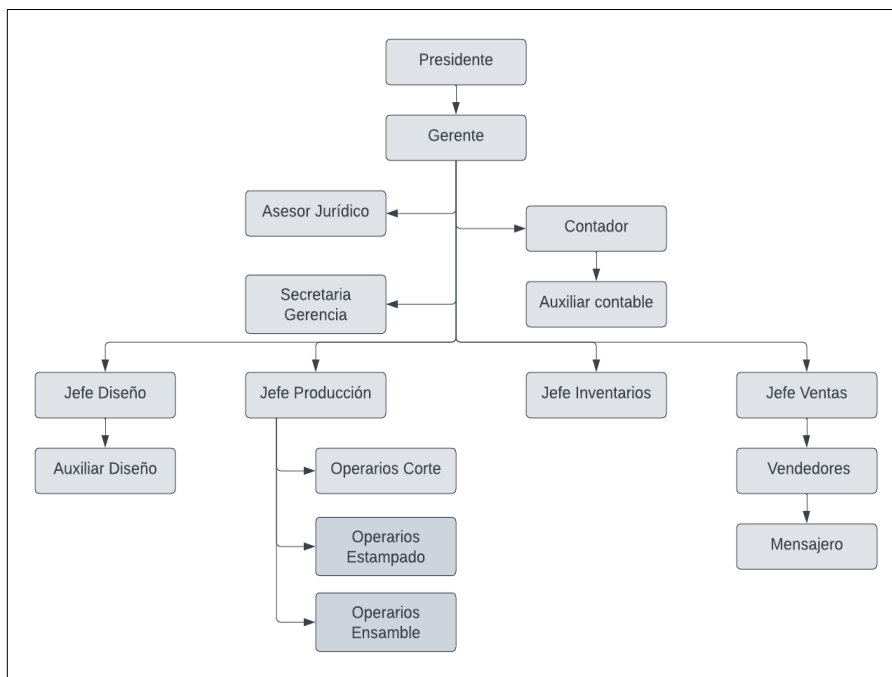 Presidente
Gerente
Asesor Jurídico
Contador
Secretaria
Gerencia
Auxiliar contable
Jefe Diseño
Jefe Producción
Jefe Inventarios
Jefe Ventas
Auxiliar Diseño
Operarios Corte
Vendedores
Operarios
Estampado
Mensajero
Operarios
Ensamble